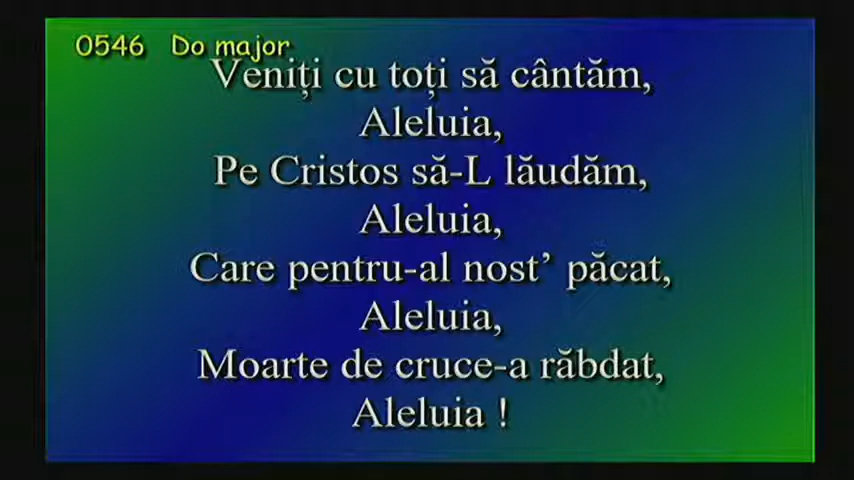 0546 Do major
Veniți cu toți să cântăm,
Aleluia,
Pe Cristos să-L lăudăm,
Aleluia,
Care pentru-al nost’ păcat,
Aleluia,
Moarte de cruce-a răbdat,
Aleluia !